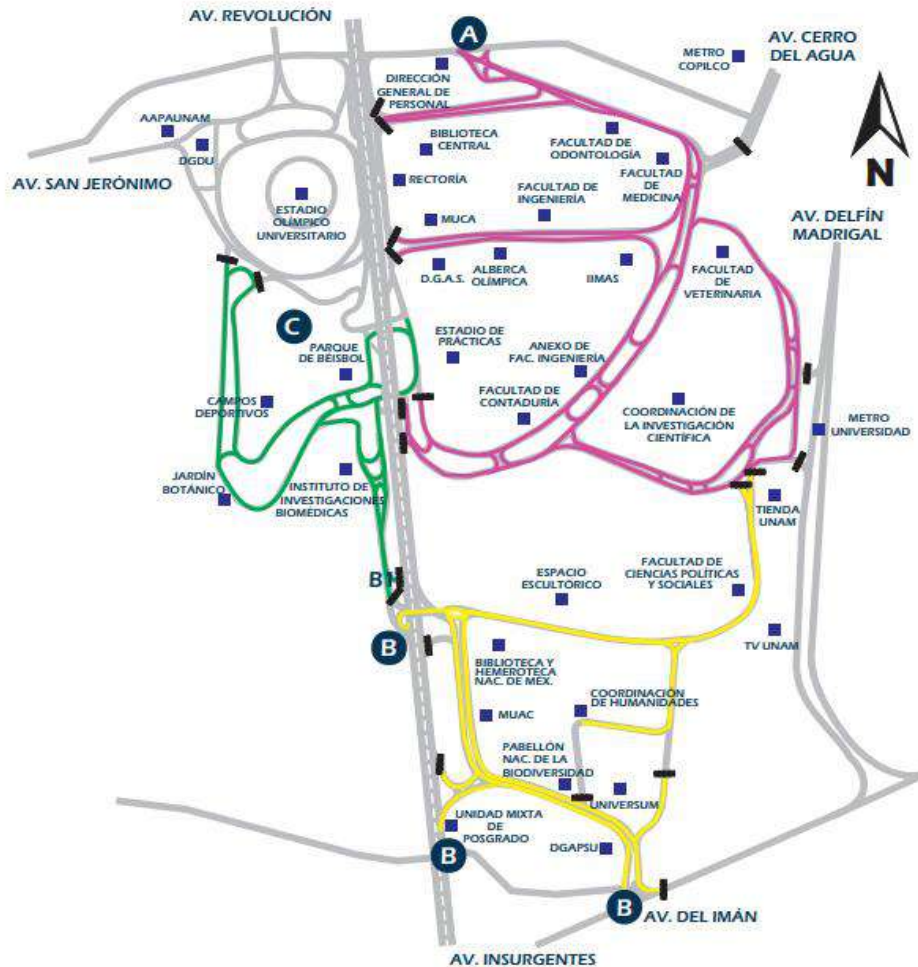 AV. REVOLUCIÓN
A
AV. CERRO
DEL AGUA
METRO
COPILCO
DIRECCIÓN
GENERAL DE
PERSONAL
AAPAUNAM
DGDU
BIBLIOTECA
CENTRAL
FACULTAD DE
ODONTOLOGÍA
AV. SAN JERÓNIMO
RECTORÍA
FACULTAD
DE
MEDICINA
N
ESTADIO
OLÍMPICO
UNIVERSITARIO
FACULTAD DE
INGENIERÍA
MUCA
AV. DELFÍN
MADRIGAL
D.G.A.S.
ALBERCA
OLÍMPICA
IIMAS
FACULTAD
DE
VETERINARIA
C
PARQUE
DE BÉISBOL
ESTADIO DE
PRÁCTICAS
ANEXO DE
FAC. INGENIERÍA
CAMPOS
DEPORTIVOS
FACULTAD DE
CONTADURÍA
COORDINACIÓN DE
LA INVESTIGACIÓN
CIENTÍFICA
METRO
UNIVERSIDAD
JARDÍN
BOTÁNICO
INSTITUTO DE
INVESTIGACIONES
BIOMÉDICAS
TIENDA
UNAM
B
ESPACIO
ESCULTÓRICO
FACULTAD DE
CIENCIAS POLÍTICAS
Y SOCIALES
B
TV UNAM
BIBLIOTECA Y
HEMEROTECA
NAC. DE MÉX.
COORDINACIÓN
DE HUMANIDADES
MUAC
PABELLÓN
NAC. DE LA
BIODIVERSIDAD
UNIVERSUM
UNIDAD MIXTA
DE
POSGRADO
DGAPSU
B
B
AV. DEL IMÁN
AV. INSURGENTES